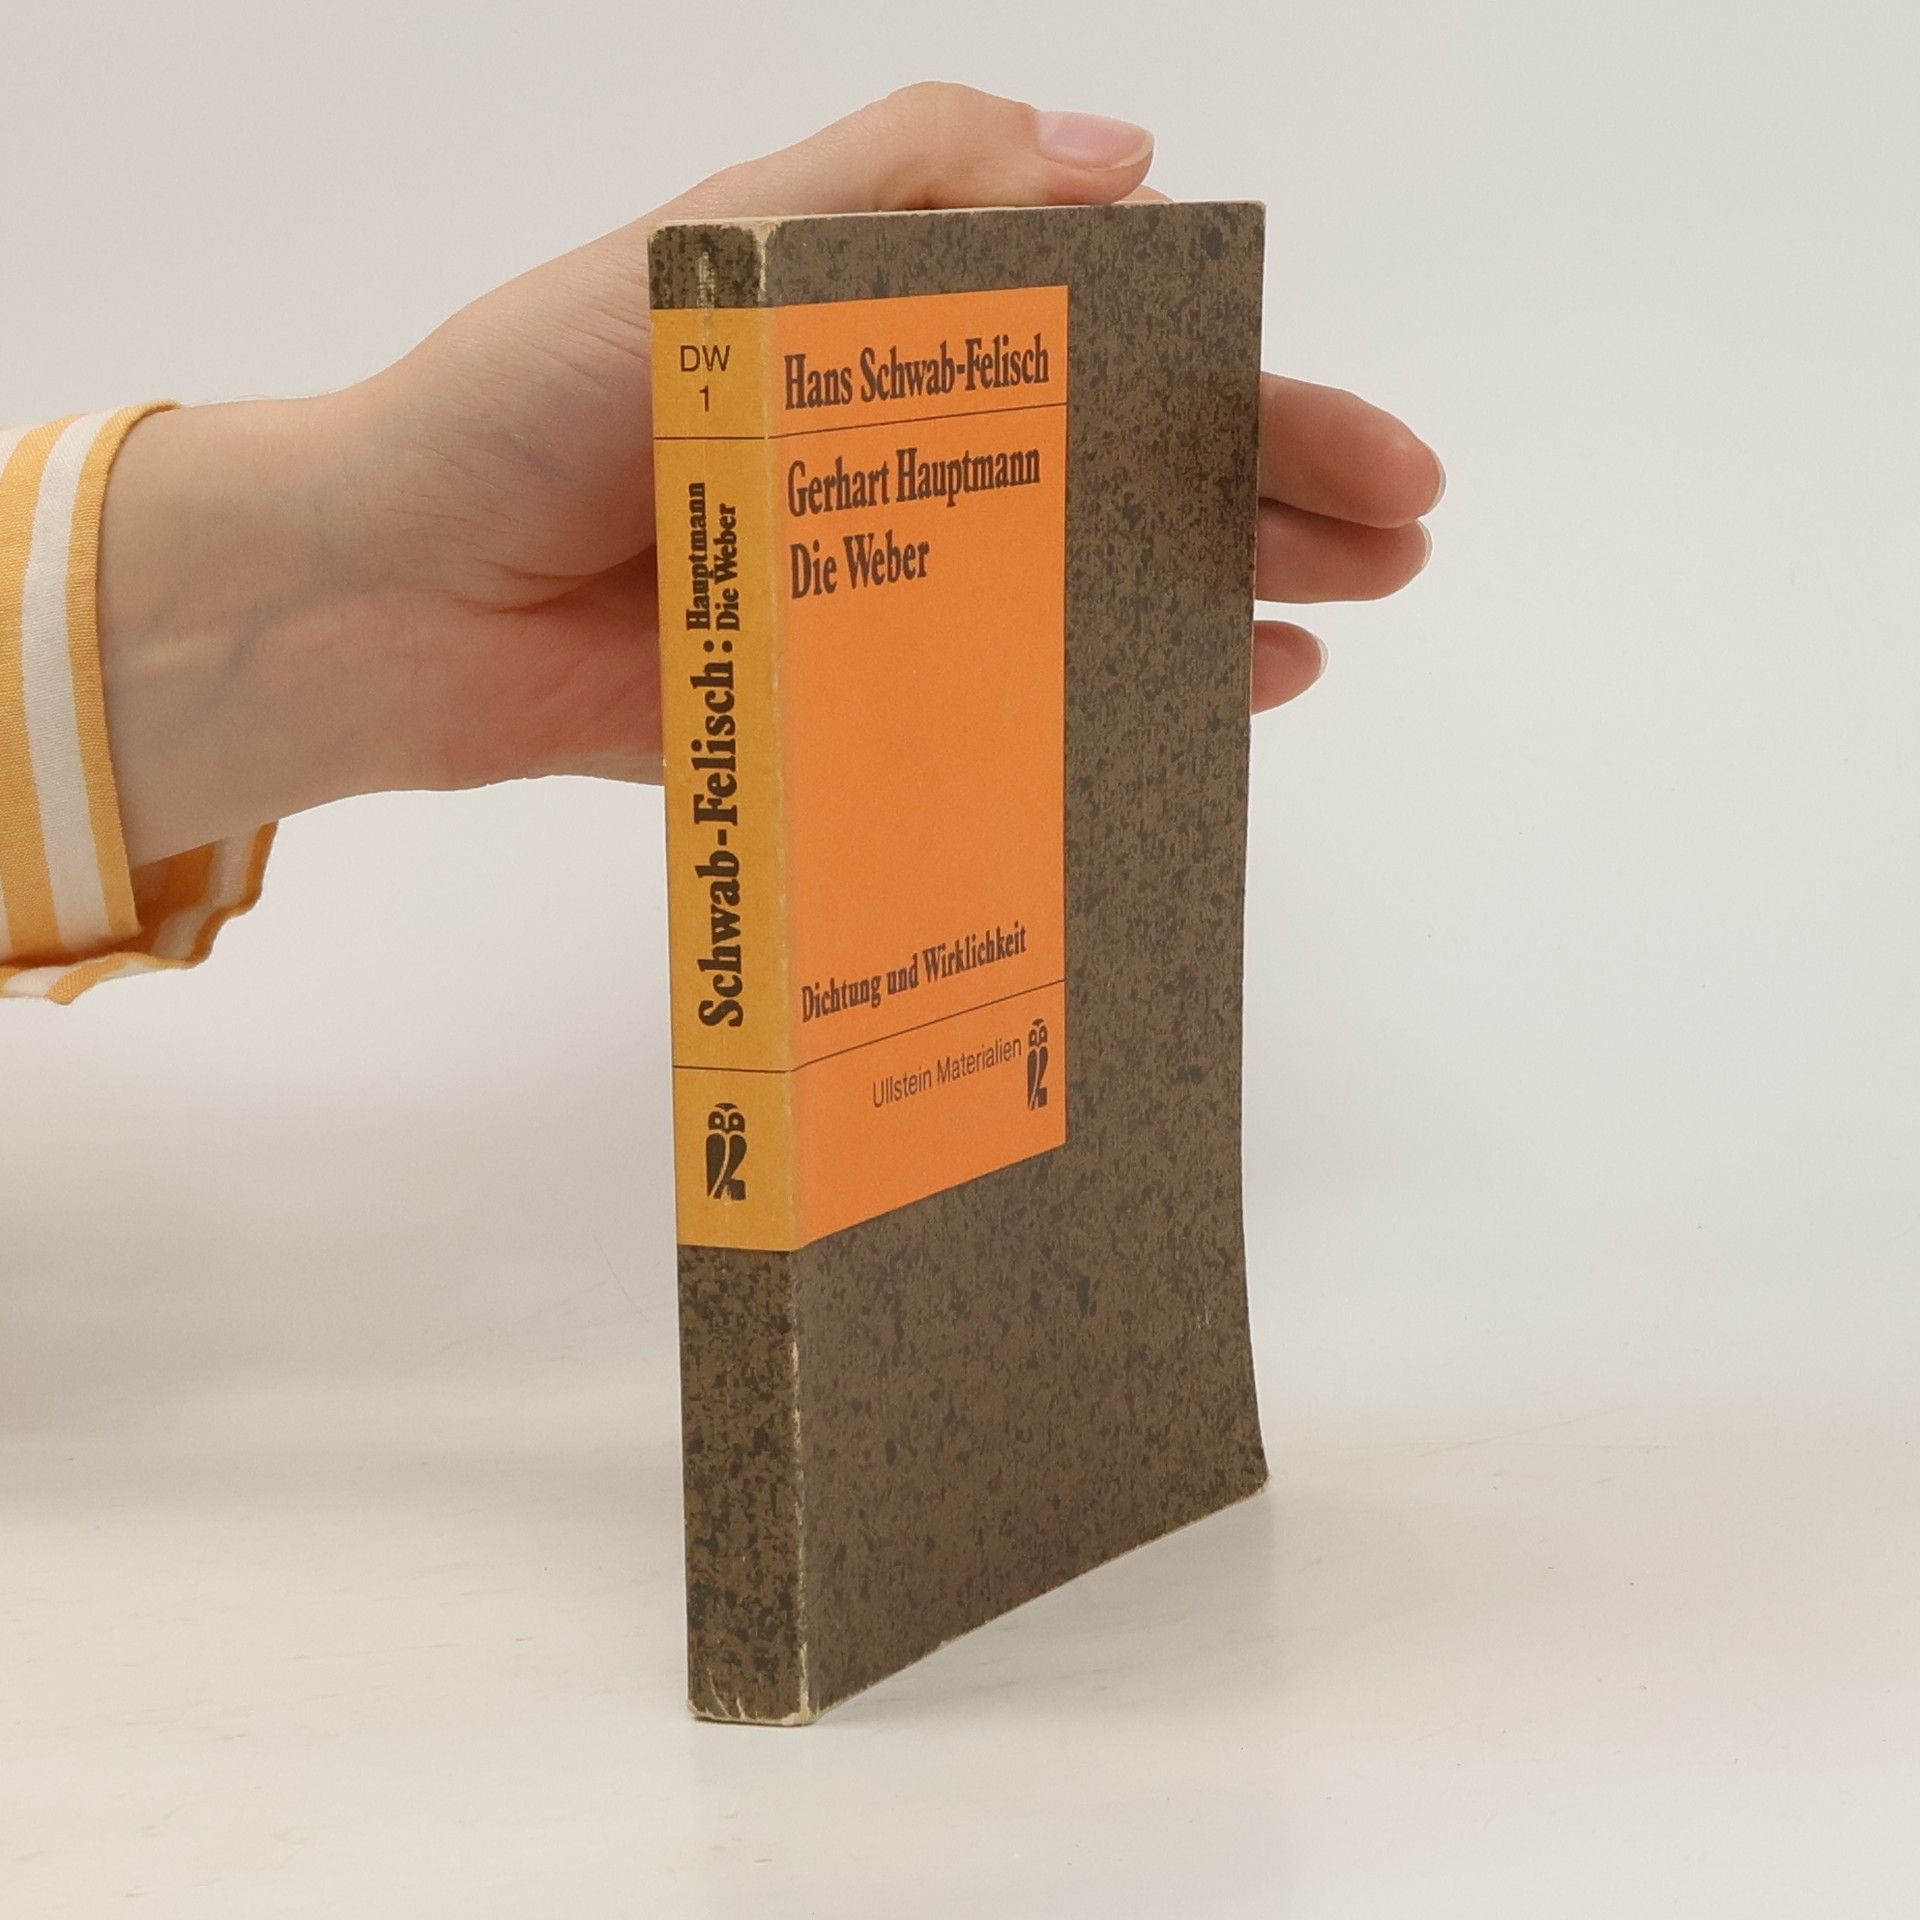 DW
1
Schwab-Felisch:
Hauptmann
Die Weber
Hans Schwab-Felisch
Gerhart Hauptmann
Die Weber
Dichtung und Wirklichkeit
Ullstein Materialien